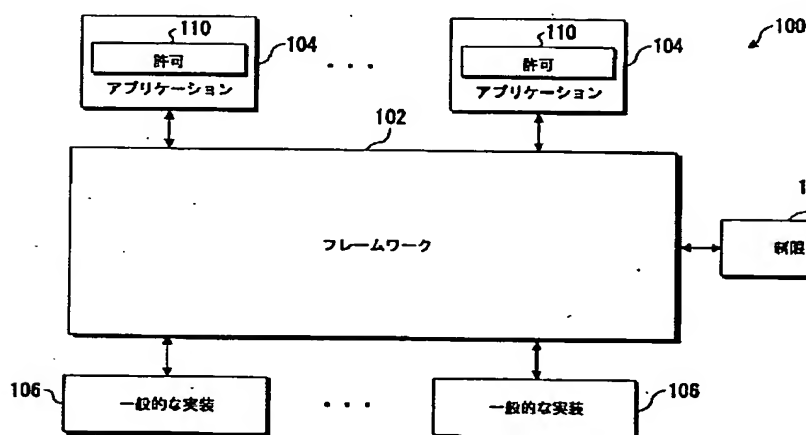 110
許可
104
アプリケーション
110
許可
104
アプリケーション
100
102
フレームワーク
1
制限
106
一般的な実装
106
一般的な実装